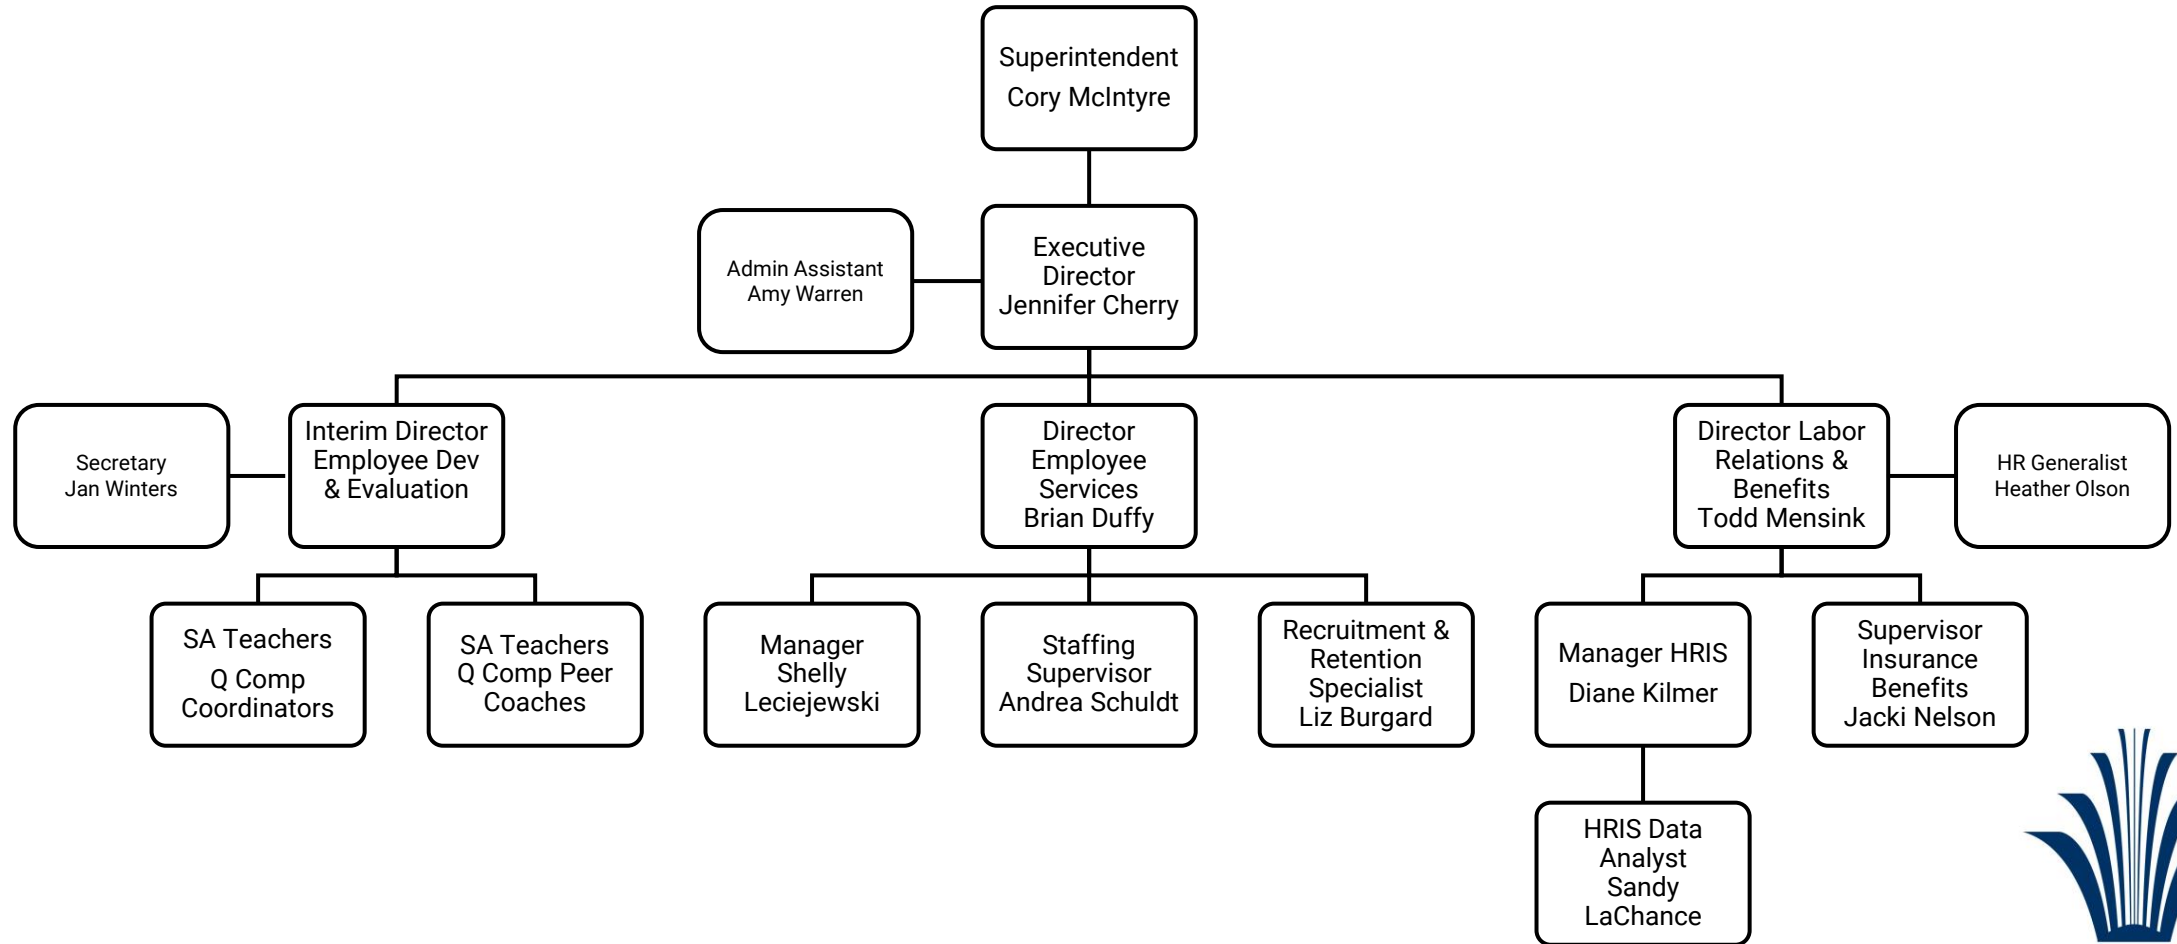 Superintendent
Cory McIntyre
Admin Assistant
Amy Warren
Executive
Director
Jennifer Cherry
Secretary
Jan Winters
Interim Director
Employee Dev
& Evaluation
Director
Employee
Services
Brian Duffy
Director Labor
Relations &
Benefits
Todd Mensink
HR Generalist
Heather Olson
SA Teachers
Q Comp
Coordinators
SA Teachers
Q Comp Peer
Coaches
Manager
Shelly
Leciejewski
Staffing
Supervisor
Andrea Schuldt
Recruitment &
Retention
Specialist
Liz Burgard
Manager HRIS
Diane Kilmer
Supervisor
Insurance
Benefits
Jacki Nelson
HRIS Data
Analyst
Sandy
LaChance